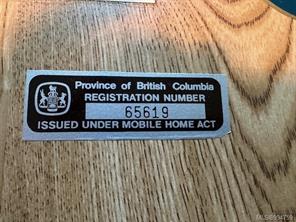 Province of British Columbia
REGISTRATION NUMBER
65619
ISSUED UNDER MOBILE HOME ACT